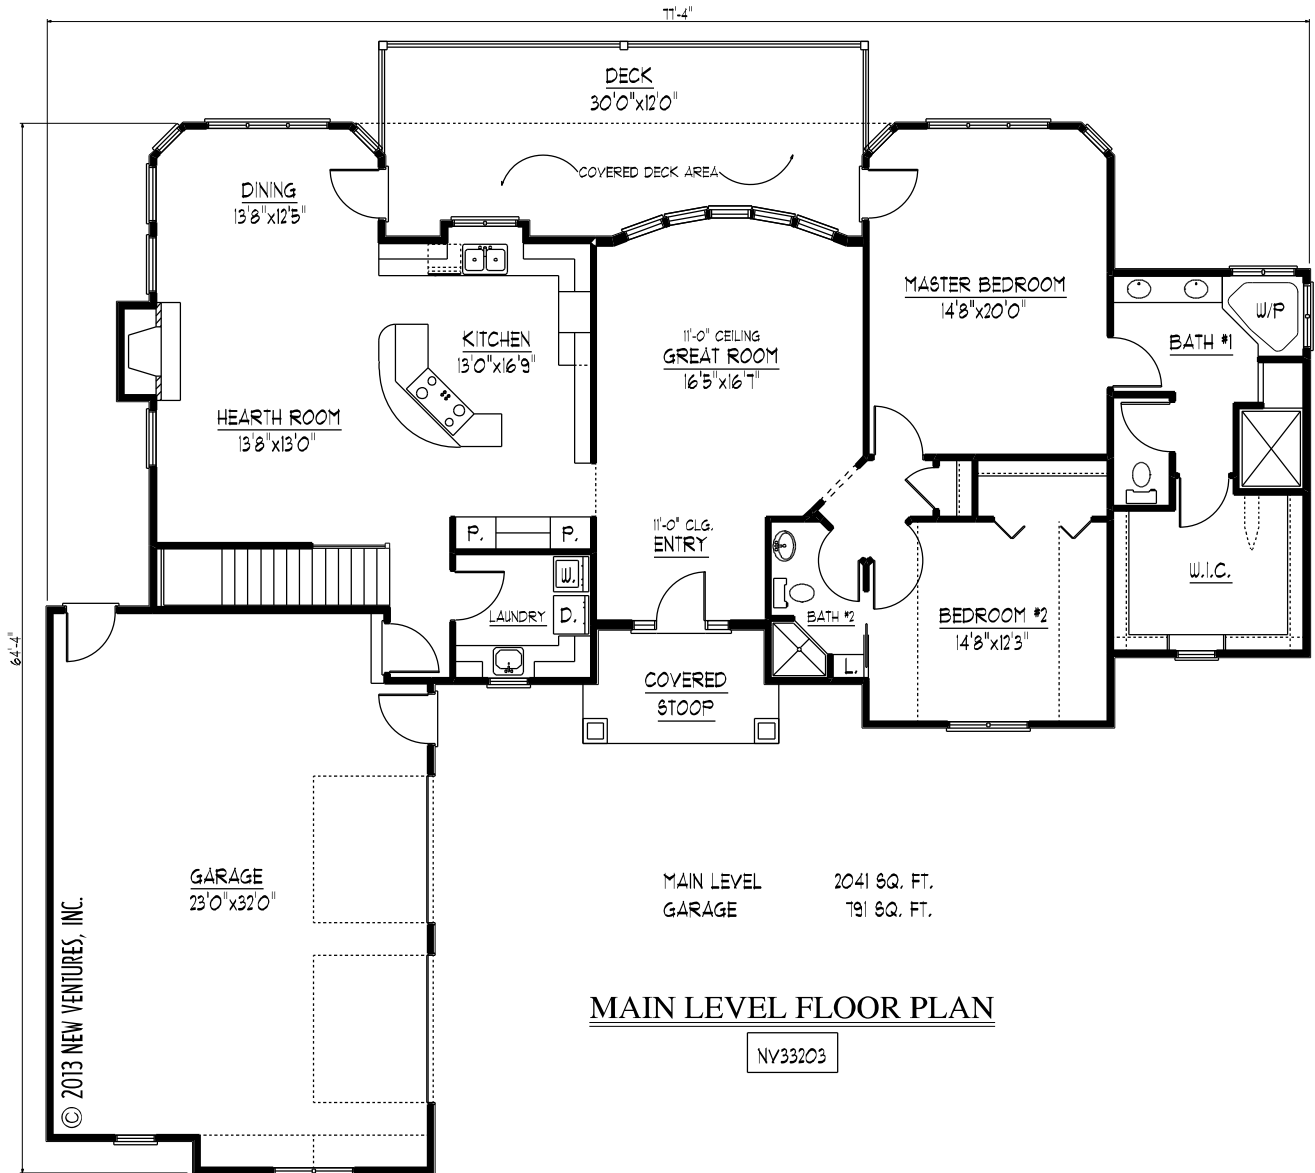 77'-4"
DECK
30'0"x12'0"
COVERED DECK AREA
DINING
13'8"x12'5"
MASTER BEDROOM
14'8"x20'0"
W/P
BATH #1
KITCHEN
13'0"x16'9"
11'-0" CEILING
GREAT ROOM
16'5"x16'7"
HEARTH ROOM
13'8"x13'0"
P.
P.
11'-0" CLG.
ENTRY
W.
D.
LAUNDRY
BATH #2
L.
BEDROOM #2
14'8"x12'3"
W.I.C.
64'-4"
COVERED
STOOP
GARAGE
23'0"x32'0"
MAIN LEVEL 2041 SQ. FT.
GARAGE 791 SQ. FT.
© 2013 NEW VENTURES, INC.
MAIN LEVEL FLOOR PLAN
NV33203